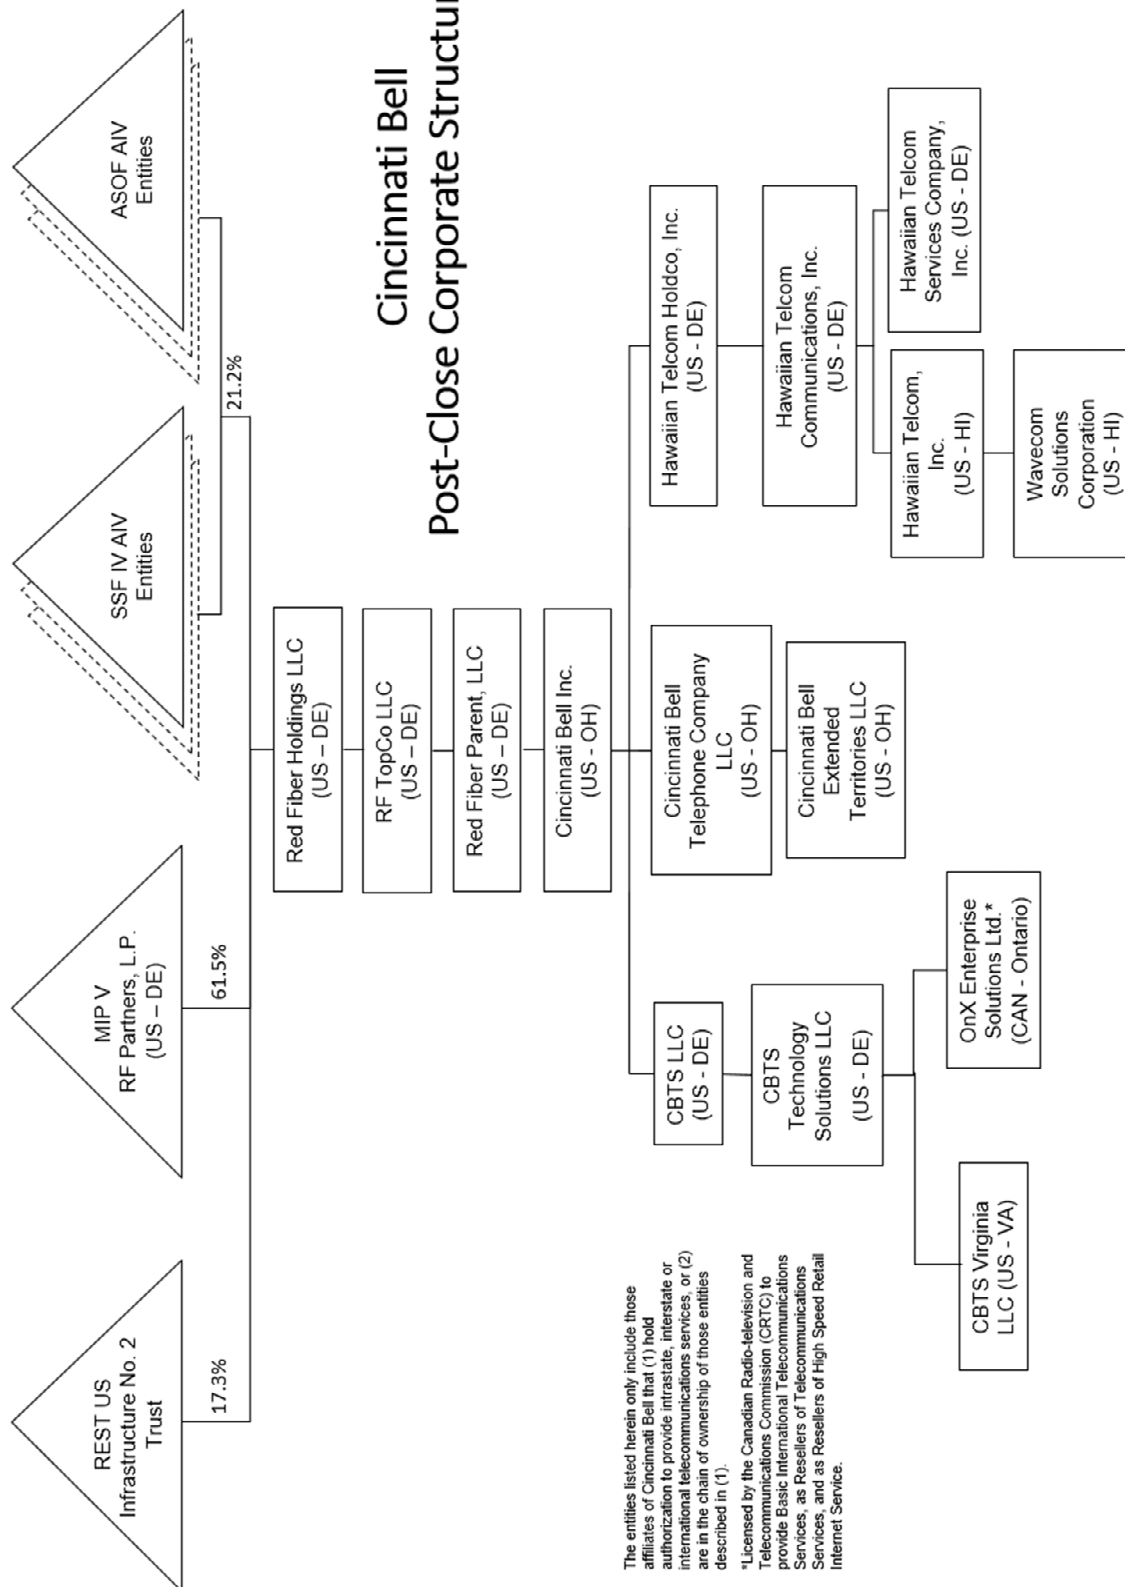 Cincinnati Bell
Post-Close Corporate
REST US
Infrastructure No. 2
Trust
MIP V
RF Partners, L.P.
(US – DE)
SSF IV AIV
Entities
ASOF AIV
Entities
17.3%
61.5%
21.2%
Red Fiber Holdings LLC
(US – DE)
RF TopCo LLC
(US – DE)
Red Fiber Parent, LLC
(US – DE)
Cincinnati Bell Inc.
(US - OH)
CBTS LLC
(US - DE)
CBTS
Technology
Solutions LLC
(US - DE)
CBTS Virginia
LLC (US - VA)
OnX Enterprise
Solutions Ltd.*
(CAN - Ontario)
Cincinnati Bell
Telephone Company
LLC
(US - OH)
Cincinnati Bell
Extended
Territories LLC
(US - OH)
Hawaiian Telcom Holdco, Inc.
(US - DE)
Hawaiian Telcom
Communications, Inc.
(US - DE)
Hawaiian Telcom,
Inc.
(US - HI)
Hawaiian Telcom
Services Company,
Inc. (US - DE)
Wavecom
Solutions
Corporation
(US - HI)
The entities listed herein only include those
affiliates of Cincinnati Bell that (1) hold
authorization to provide intrastate, interstate or
international telecommunications services, or (2)
are in the chain of ownership of those entities
described in (1).
*Licensed by the Canadian Radio-television and
Telecommunications Commission (CRTC) to
provide Basic International Telecommunications
Services, as Resellers of Telecommunications
Services, and as Resellers of High Speed Retail
Internet Service.